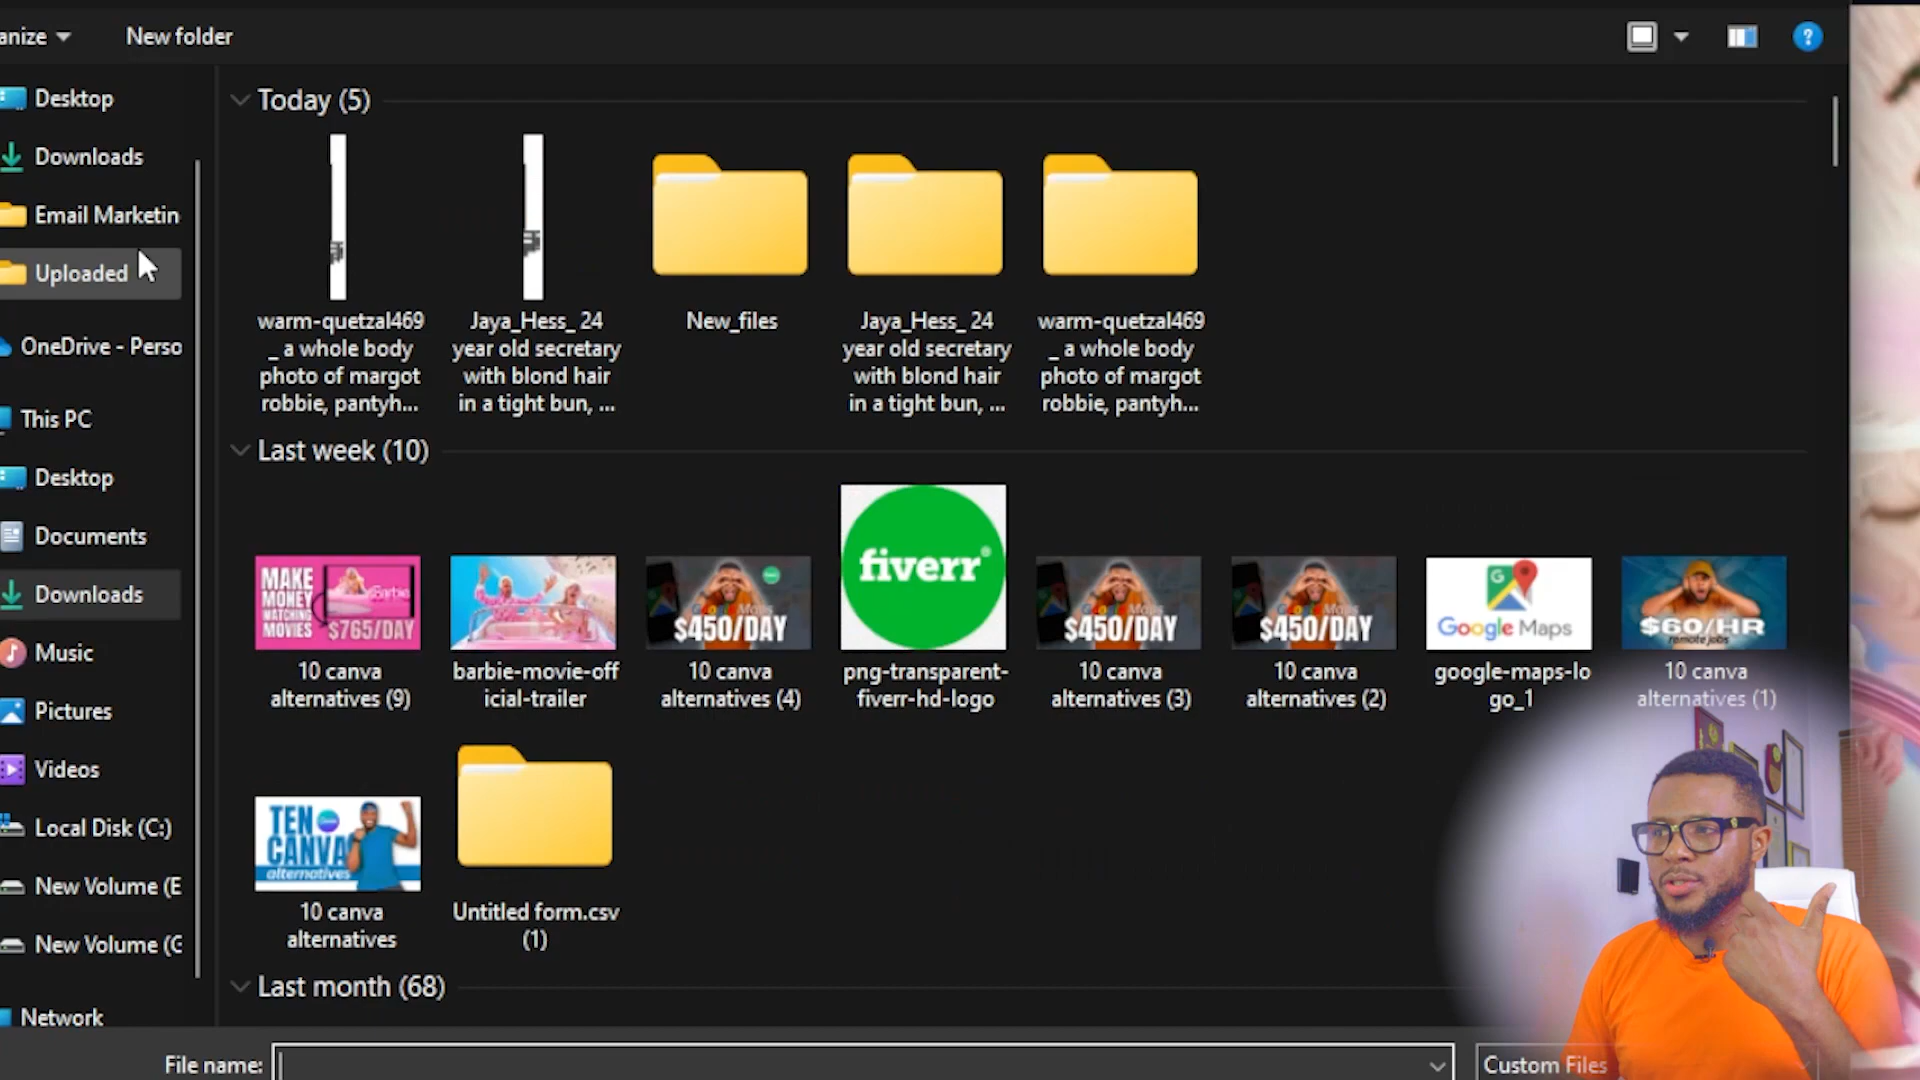 anize
New folder
Desktop
Downloads
Email Marketin
Uploaded
OneDrive - Perso
This PC
Desktop
Documents
Downloads
Music
Pictures
Videos
Local Disk (C:)
New Volume (E
New Volume (G
Network
Today (5)
warm-quetzal469
_ a whole body
photo of margot
robbie, pantyh...
Jaya_Hess_ 24
year old secretary
with blond hair
in a tight bun, ...
New_files
Jaya_Hess_ 24
year old secretary
with blond hair
in a tight bun, ...
warm-quetzal469
_ a whole body
photo of margot
robbie, pantyh...
Last week (10)
MAKE
MONEY
WATCHING
MOVIES
Barbie
$765/DAY
10 canva
alternatives (9)
barbie-movie-off
icial-trailer
Google Maps
$450/DAY
10 canva
alternatives (4)
fiverr®
png-transparent-
fiverr-hd-logo
Google Maps
$450/DAY
10 canva
alternatives (3)
Google Maps
$450/DAY
10 canva
alternatives (2)
G
Google Maps
google-maps-lo
go_1
$60/HR
remote jobs
10 canva
alternatives (1)
TEN
CANVA
alternatives
10 canva
alternatives
Untitled form.csv
(1)
Last month (68)
File name:
Custom Files